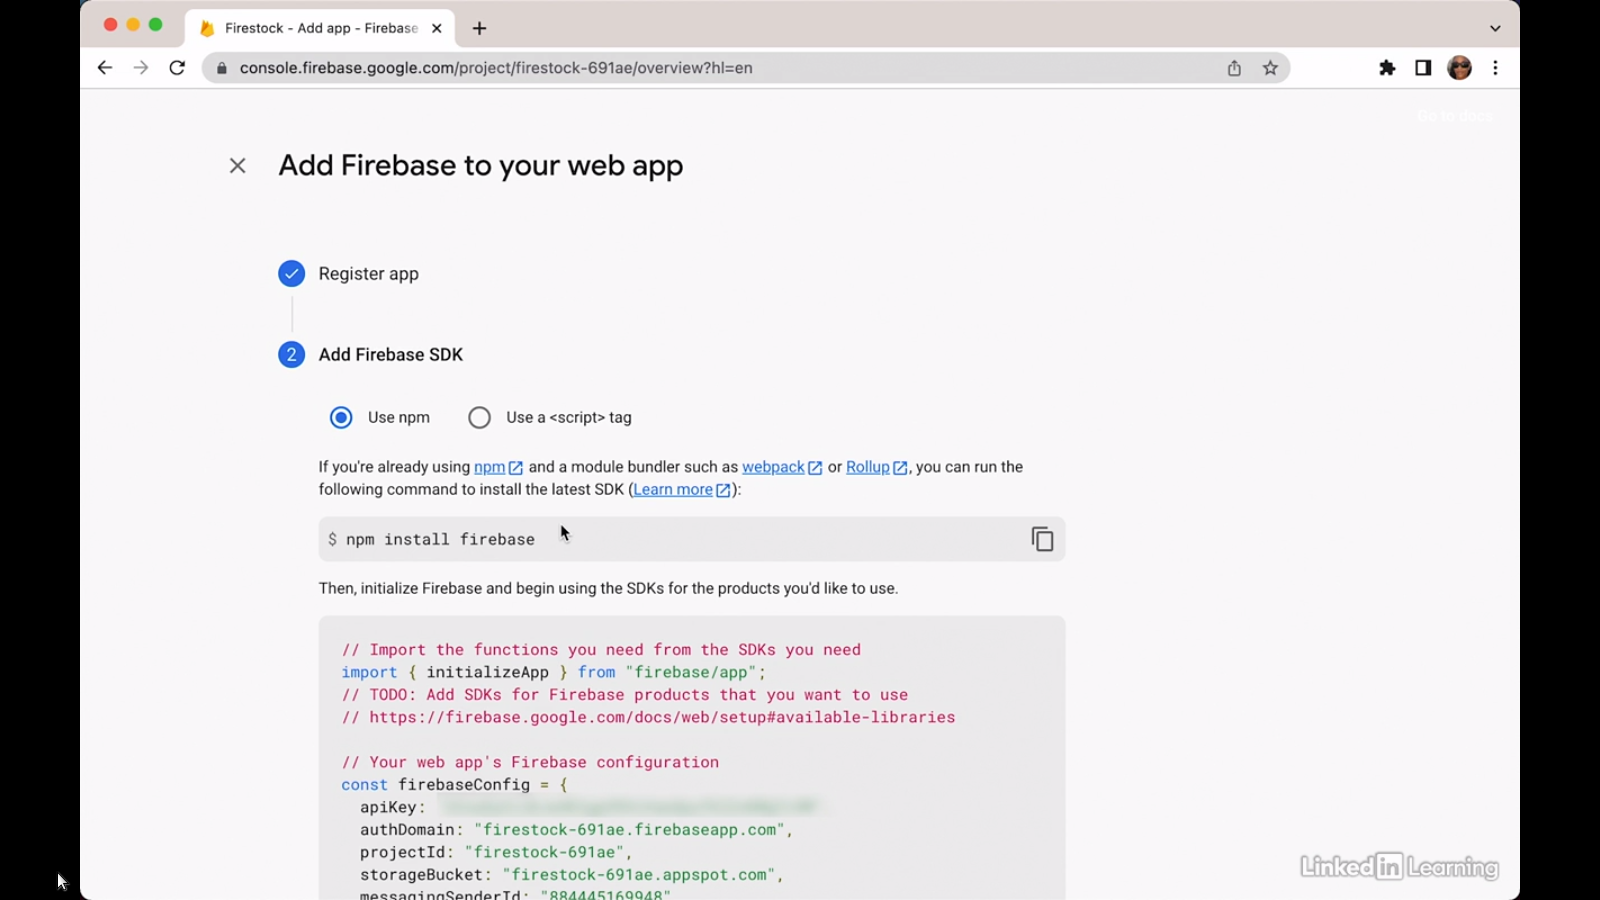 Firestock - Add app - Firebase
console.firebase.google.com/project/firestock-691ae/overview?hl=en
Go to docs
Add Firebase to your web app
Register app
2 Add Firebase SDK
Use npm Use a <script> tag
If you're already using npm and a module bundler such as webpack or Rollup, you can run the
following command to install the latest SDK (Learn more):
$ npm install firebase
Then, initialize Firebase and begin using the SDKs for the products you'd like to use.
// Import the functions you need from the SDKs you need
import { initializeApp } from "firebase/app";
// TODO: Add SDKs for Firebase products that you want to use
// https://firebase.google.com/docs/web/setup#available-libraries
// Your web app's Firebase configuration
const firebaseConfig = {
apiKey:
authDomain: "firestock-691ae.firebaseapp.com",
projectId: "firestock-691ae",
storageBucket: "firestock-691ae.appspot.com",
messagingSenderId: "884445169948"
LinkedIn Learning